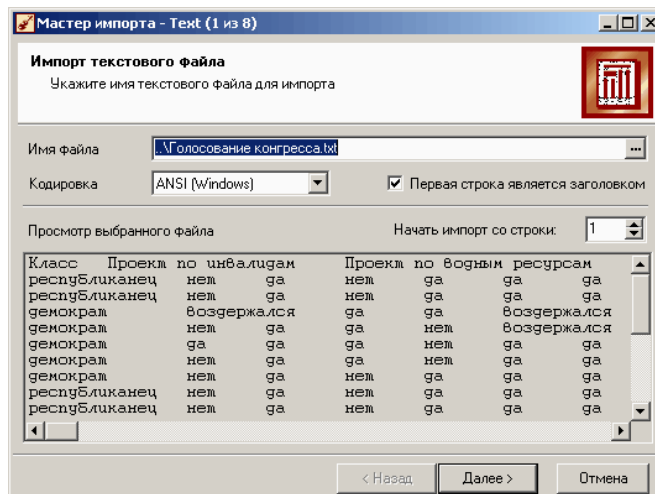 Мастер импорта - Text (1 из 8)
Импорт текстового файла
Укажите имя текстового файла для импорта
Имя файла ..\Голосование конгресса.txt ...
Кодировка ANSI (Windows) Первая строка является заголовком
Просмотр выбранного файла Начать импорт со строки: 1
Класс Проект по инвалидам Проект по водным ресурсам
республиканец нет да нет да да да
республиканец нет да нет да да да
демократ воздержался да да воздержался
демократ нет да да нет воздержался
демократ да да да нет да да
демократ нет да да нет да да
демократ нет да нет да да да
республиканец нет да нет да да да
республиканец нет да нет да да да
< Назад Далее > Отмена